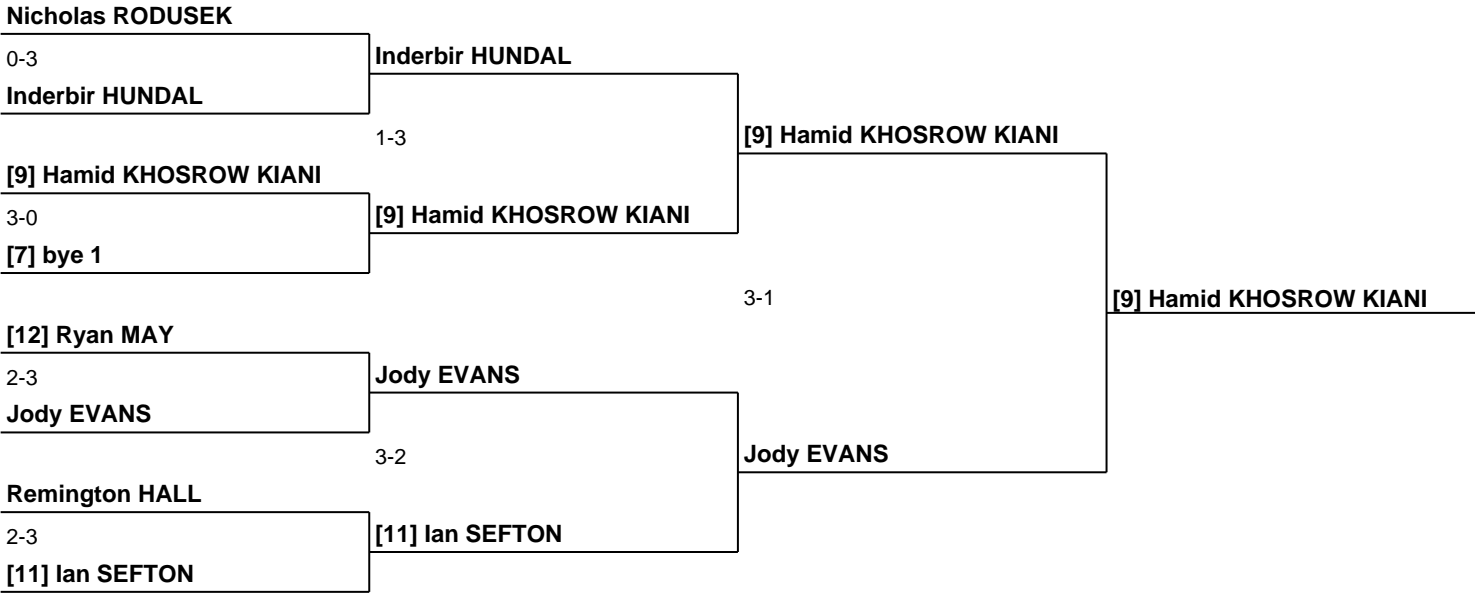 Nicholas RODUSEK
0-3
Inderbir HUNDAL
Inderbir HUNDAL
1-3
[9] Hamid KHOSROW KIANI
[9] Hamid KHOSROW KIANI
3-0
[9] Hamid KHOSROW KIANI
[7] bye 1
3-1
[9] Hamid KHOSROW KIANI
[12] Ryan MAY
2-3
Jody EVANS
Jody EVANS
3-2
Jody EVANS
Remington HALL
2-3
[11] Ian SEFTON
[11] Ian SEFTON